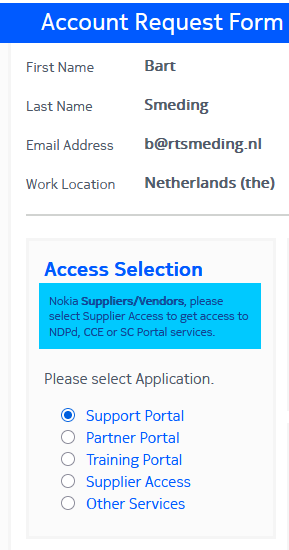 Account Request Form
First Name Bart
Last Name Smeding
Email Address b@rtsmeding.nl
Work Location Netherlands (the)
Access Selection
Nokia Suppliers/Vendors, please
select Supplier Access to get access to
NDPd, CCE or SC Portal services.
Please select Application.
Support Portal
Partner Portal
Training Portal
Supplier Access
Other Services